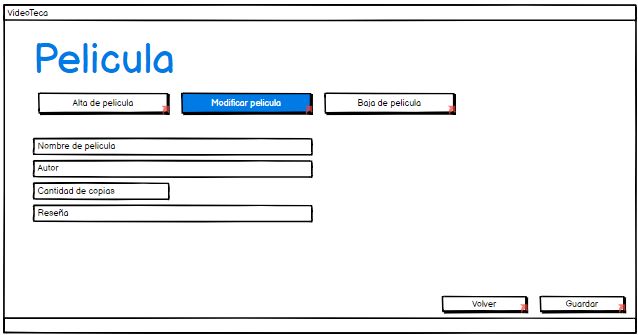 VideoTeca
Pelicula
Alta de pelicula
Modificar pelicula
Baja de pelicula
Nombre de pelicula
Autor
Cantidad de copias
Reseña
Volver
Guardar